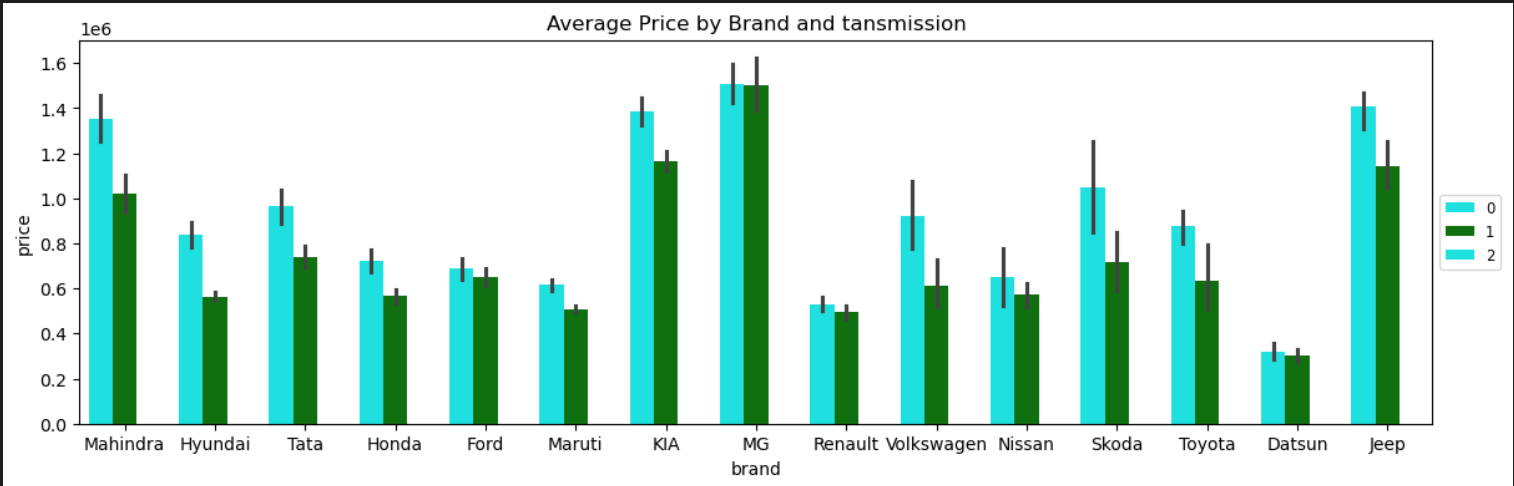 Average Price by Brand and tansmission
1e6
1.6
1.4
1.2
1.0
0.8
0.6
0.4
0.2
0.0
price
Mahindra Hyundai Tata Honda Ford Maruti KIA MG Renault Volkswagen Nissan Skoda Toyota Datsun Jeep
brand
0
1
2